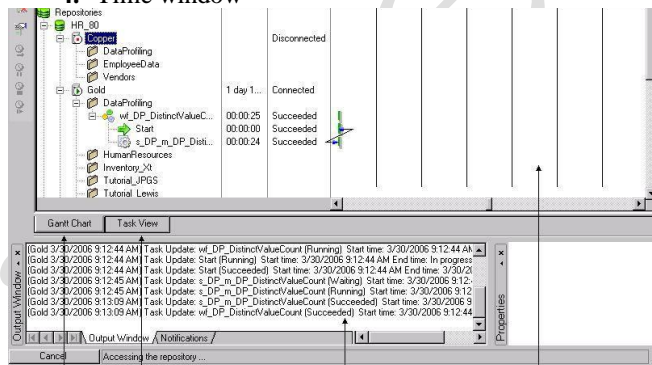 4. Time window
Repositories
HR_80
Copper Disconnected
DataProfiling
EmployeeData
Vendors
Gold 1 day 1... Connected
DataProfiling
wf_DP_DistinctValueC... 00:00:25 Succeeded
Start 00:00:00 Succeeded
s_DP_m_DP_Disti... 00:00:24 Succeeded
HumanResources
Inventory_Xt
Tutorial_JPGS
Tutorial_Lewis
Gantt Chart Task View
(Gold 3/30/2006 9:12:44 AM) Task Update: wf_DP_DistinctValueCount (Running) Start time: 3/30/2006 9:12:44 AM
(Gold 3/30/2006 9:12:44 AM) Task Update: Start (Running) Start time: 3/30/2006 9:12:44 AM End time: In progress
(Gold 3/30/2006 9:12:44 AM) Task Update: Start (Succeeded) Start time: 3/30/2006 9:12:44 AM End time: 3/30/20
(Gold 3/30/2006 9:12:45 AM) Task Update: s_DP_m_DP_DistinctValueCount (Waiting) Start time: 3/30/2006 9:12:
(Gold 3/30/2006 9:12:45 AM) Task Update: s_DP_m_DP_DistinctValueCount (Running) Start time: 3/30/2006 9:12
(Gold 3/30/2006 9:13:09 AM) Task Update: s_DP_m_DP_DistinctValueCount (Succeeded) Start time: 3/30/2006 9
(Gold 3/30/2006 9:13:09 AM) Task Update: wf_DP_DistinctValueCount (Succeeded) Start time: 3/30/2006 9:12:44
Output Window
Properties
Output Window Notifications
Cancel Accessing the repository ...